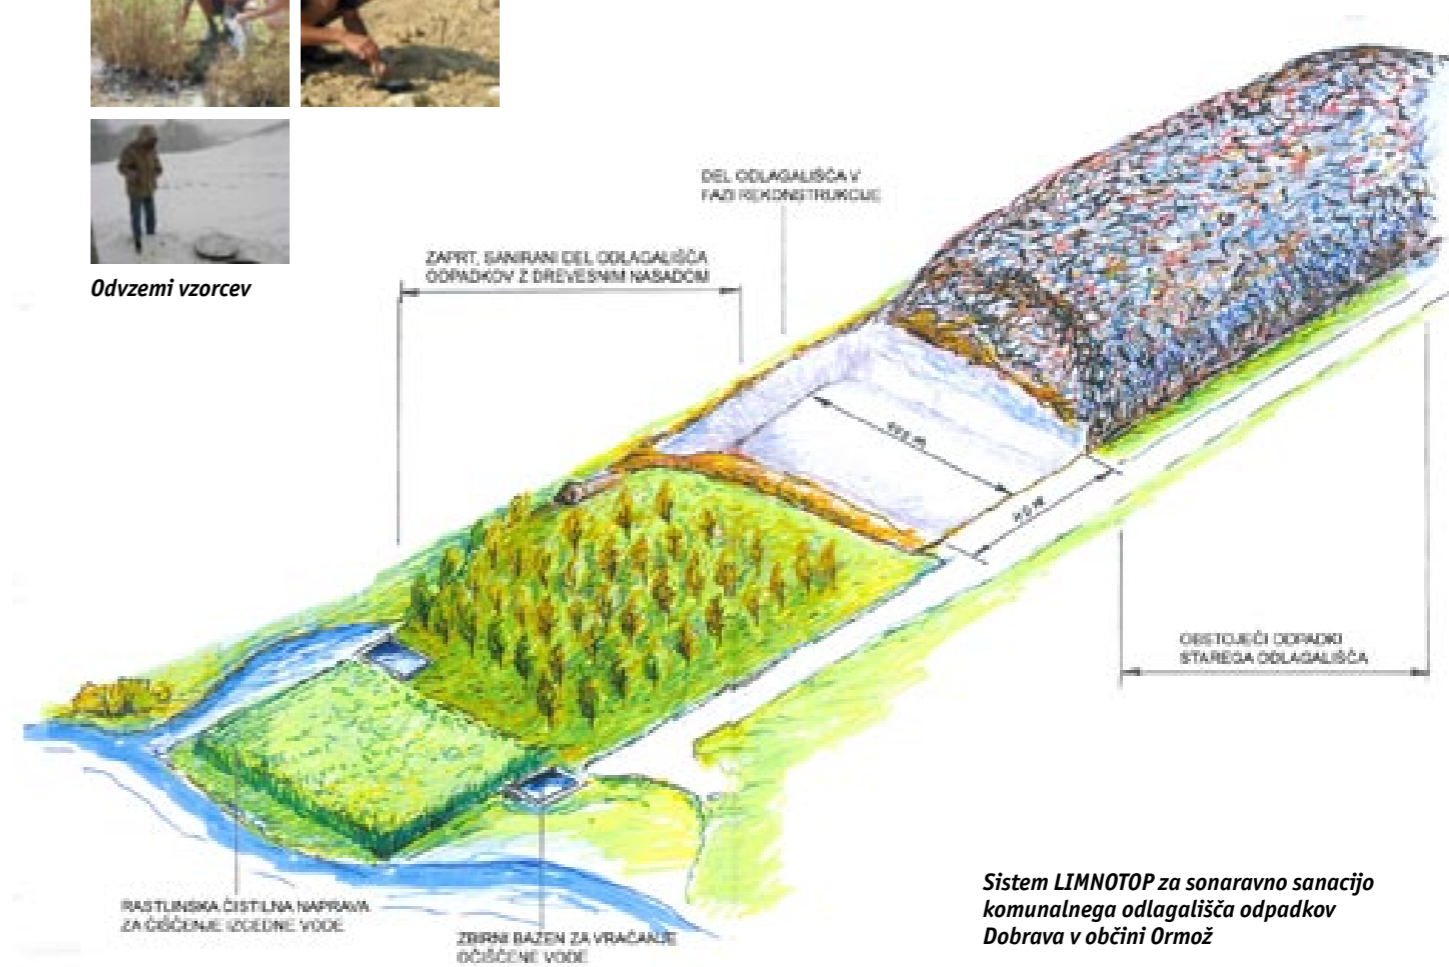 DEL ODLAGALIŠČA V
FAZI REKONSTRUKCIJE
ZAPRT, SANIRANI DEL ODLAGALIŠČA
ODPADKOV Z DREVESNIM NASADOM
Odvzemi vzorcev
OBSTOJEČI ODPADKI
STAREGA ODLAGALIŠČA
RASTLINSKA ČISTILNA NAPRAVA
ZA ČIŠČENJE IZCEDNE VODE
ZBIRNI BAZEN ZA VRAČANJE
OČIŠČENE VODE
Sistem LIMNOTOP za sonaravno sanacijo
komunalnega odlagališča odpadkov
Dobrava v občini Ormož